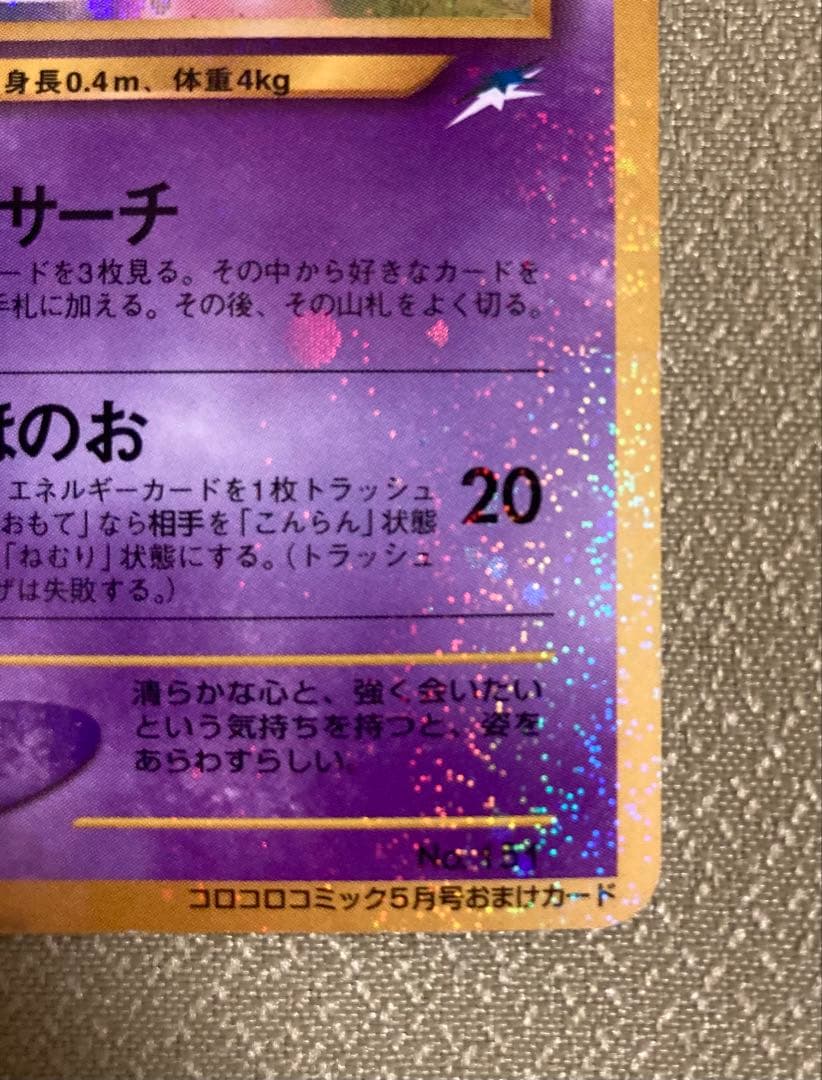 身長0.4m、体重4kg
サーチ
ードを3枚見る。その中から好きなカードを
手札に加える。その後、その山札をよく切る。
ほのお
エネルギーカードを1枚トラッシュ
20
おもて」なら相手を「こんらん」状態
「ねむり」状態にする。(トラッシュ
ザは失敗する。)
清らかな心と、強く会いたい
という気持ちを持つと、姿を
あらわすらしい。
No.151
コロコロコミック5月号おまけカード